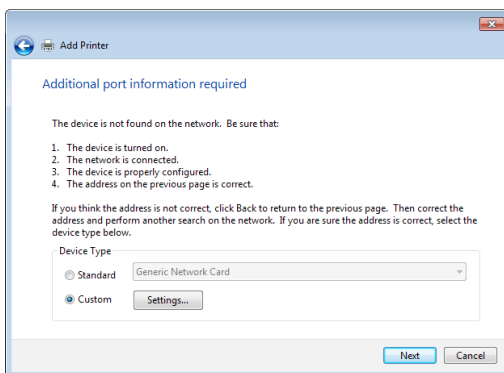 Add Printer
Additional port information required
The device is not found on the network.  Be sure that:
1.  The device is turned on.
2.  The network is connected.
3.  The device is properly configured.
4.  The address on the previous page is correct.
If you think the address is not correct, click Back to return to the previous page.  Then correct the
address and perform another search on the network.  If you are sure the address is correct, select the
device type below.
Device Type
Standard
Generic Network Card
Custom
Settings...
Next
Cancel